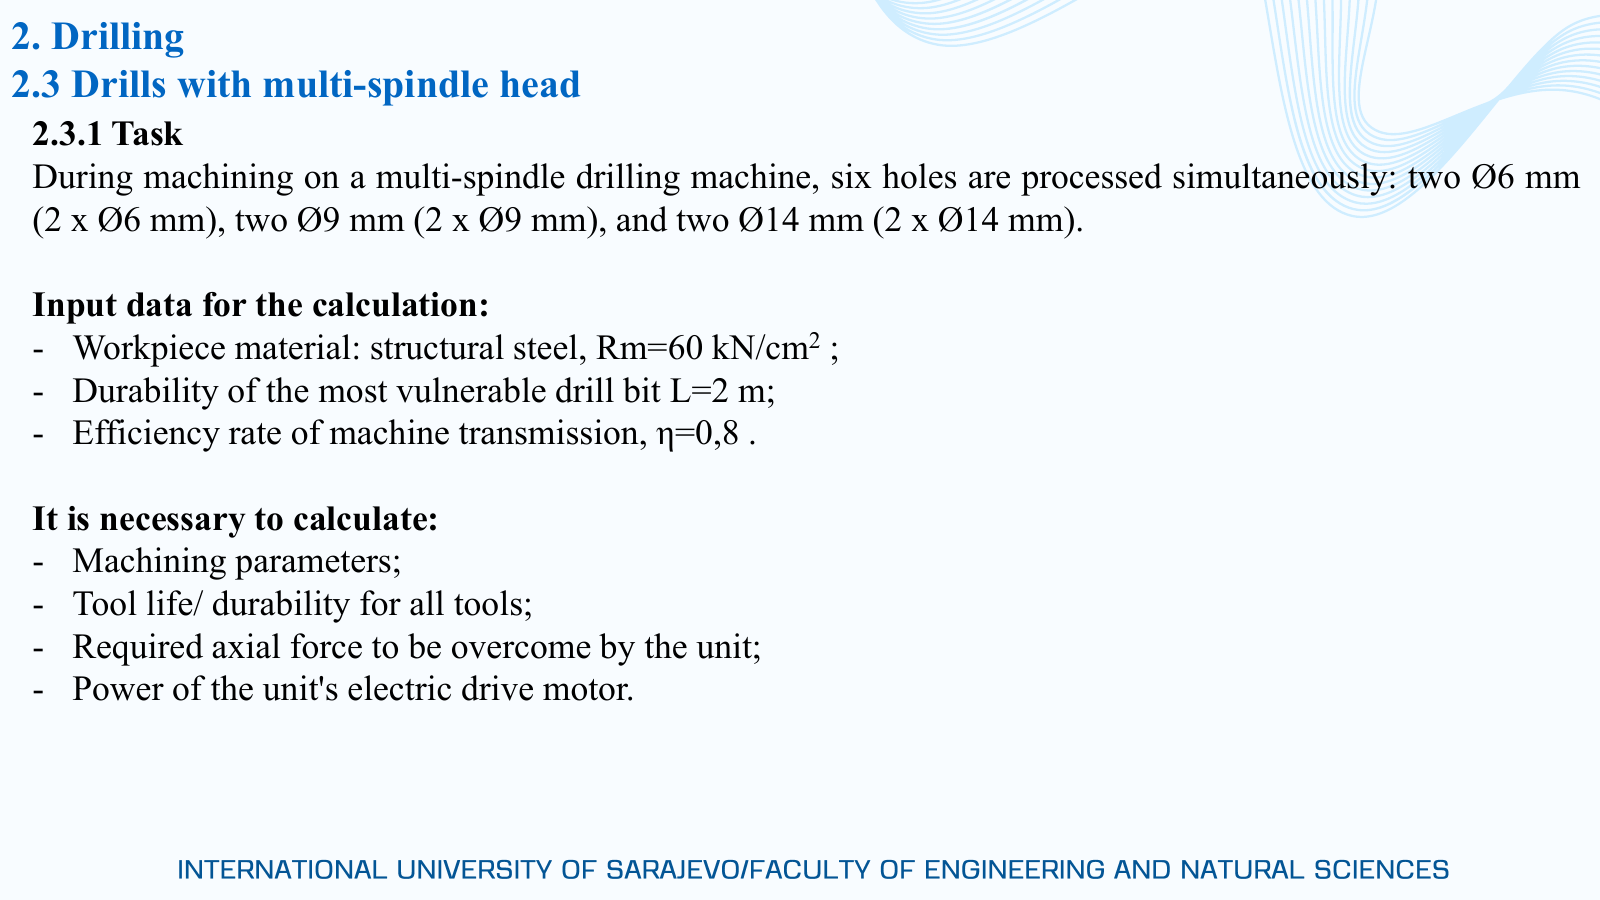 2. Drilling
2.3 Drills with multi-spindle head
2.3.1 Task
During machining on a multi-spindle drilling machine, six holes are processed simultaneously: two Ø6 mm
(2 x Ø6 mm), two Ø9 mm (2 x Ø9 mm), and two Ø14 mm (2 x Ø14 mm).
Input data for the calculation:
- Workpiece material: structural steel, Rm=60 kN/cm² ;
- Durability of the most vulnerable drill bit L=2 m;
- Efficiency rate of machine transmission, η=0,8 .
It is necessary to calculate:
- Machining parameters;
- Tool life/ durability for all tools;
- Required axial force to be overcome by the unit;
- Power of the unit's electric drive motor.
INTERNATIONAL UNIVERSITY OF SARAJEVO/FACULTY OF ENGINEERING AND NATURAL SCIENCES